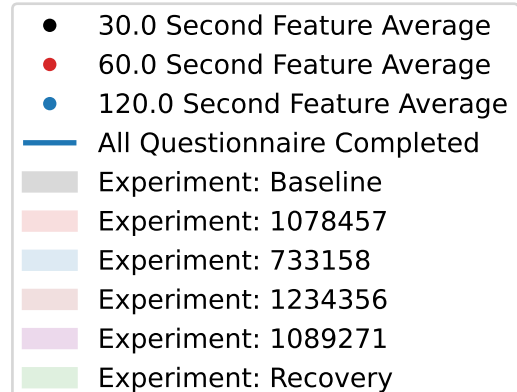 30.0 Second Feature Average
60.0 Second Feature Average
120.0 Second Feature Average
All Questionnaire Completed
Experiment: Baseline
Experiment: 1078457
Experiment: 733158
Experiment: 1234356
Experiment: 1089271
Experiment: Recovery